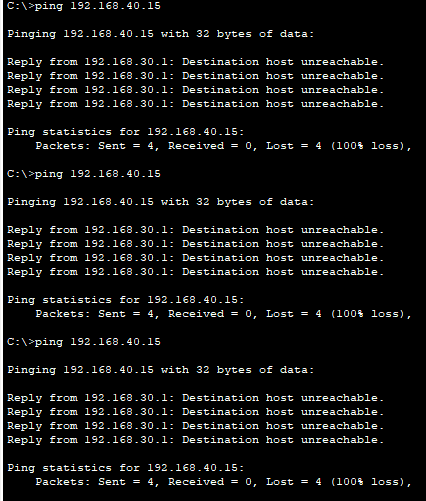 C:\>ping 192.168.40.15
Pinging 192.168.40.15 with 32 bytes of data:
Reply from 192.168.30.1: Destination host unreachable.
Reply from 192.168.30.1: Destination host unreachable.
Reply from 192.168.30.1: Destination host unreachable.
Reply from 192.168.30.1: Destination host unreachable.
Ping statistics for 192.168.40.15:
Packets: Sent = 4, Received = 0, Lost = 4 (100% loss),
C:\>ping 192.168.40.15
Pinging 192.168.40.15 with 32 bytes of data:
Reply from 192.168.30.1: Destination host unreachable.
Reply from 192.168.30.1: Destination host unreachable.
Reply from 192.168.30.1: Destination host unreachable.
Reply from 192.168.30.1: Destination host unreachable.
Ping statistics for 192.168.40.15:
Packets: Sent = 4, Received = 0, Lost = 4 (100% loss),
C:\>ping 192.168.40.15
Pinging 192.168.40.15 with 32 bytes of data:
Reply from 192.168.30.1: Destination host unreachable.
Reply from 192.168.30.1: Destination host unreachable.
Reply from 192.168.30.1: Destination host unreachable.
Reply from 192.168.30.1: Destination host unreachable.
Ping statistics for 192.168.40.15:
Packets: Sent = 4, Received = 0, Lost = 4 (100% loss),